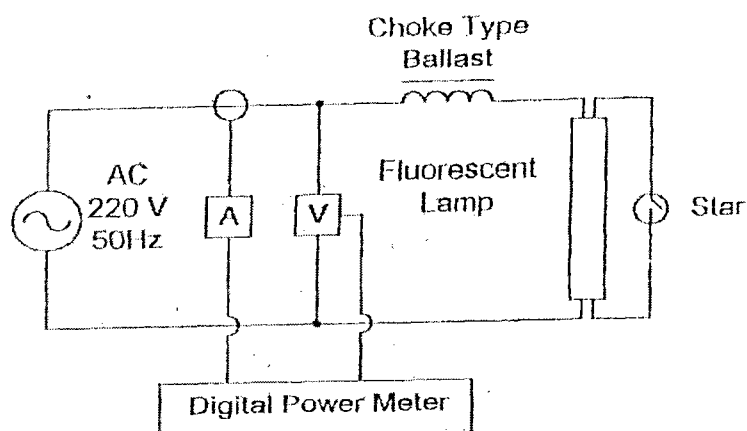 Choke Type
Ballast
AC
220 V
50Hz
A
V
Fluorescent
Lamp
Star
Digital Power Meter